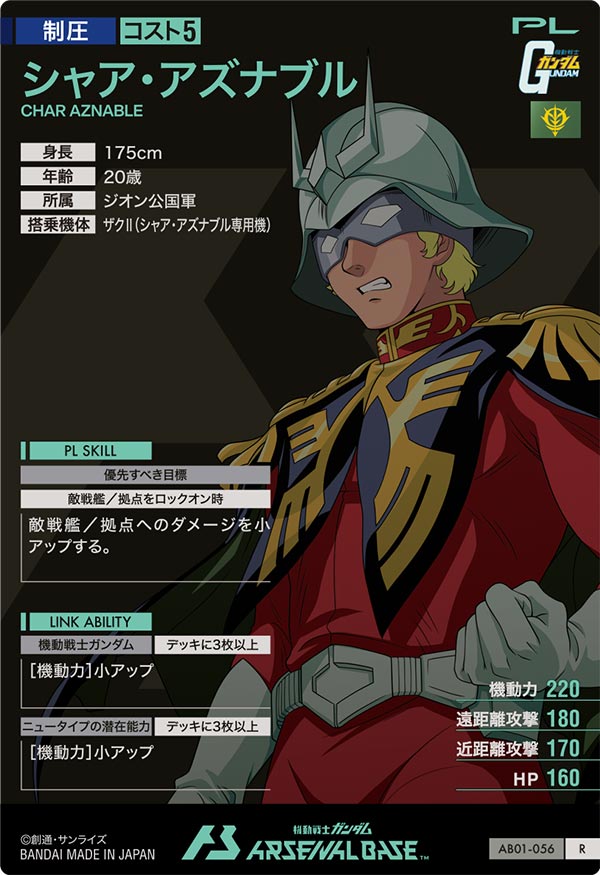 制圧 コスト5
PL
シャア・アズナブル
CHAR AZNABLE
機動戦士
ガンダム
GUNDAM
身長 175cm
年齢 20歳
所属 ジオン公国軍
搭乗機体 ザクⅡ(シャア・アズナブル専用機)
PL SKILL
優先すべき目標
敵戦艦/拠点をロックオン時
敵戦艦/拠点へのダメージを小
アップする。
LINK ABILITY
機動戦士ガンダム デッキに3枚以上
[機動力]小アップ
ニュータイプの潜在能力 デッキに3枚以上
[機動力]小アップ
機動力 220
遠距離攻撃 180
近距離攻撃 170
HP 160
©創通・サンライズ
BANDAI MADE IN JAPAN
AB
機動戦士ガンダム
ARSENAL BASE™
AB01-056 R